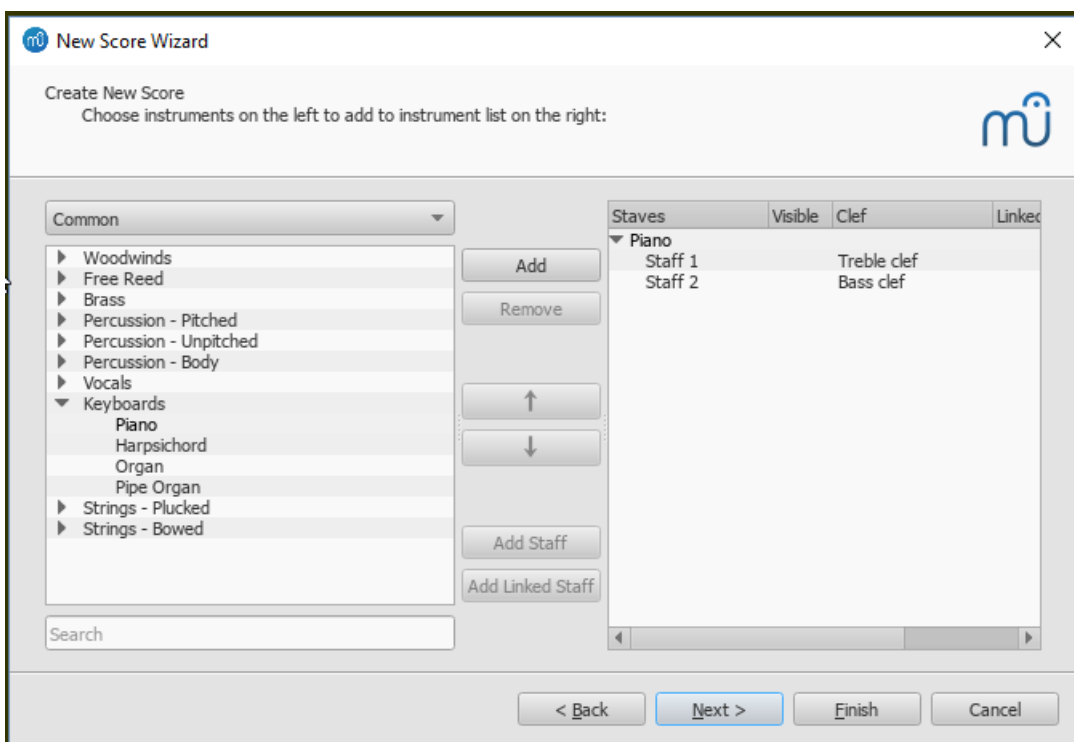 New Score Wizard
Create New Score
Choose instruments on the left to add to instrument list on the right:
Common
Woodwinds
Free Reed
Brass
Percussion - Pitched
Percussion - Unpitched
Percussion - Body
Vocals
Keyboards
Piano
Harpsichord
Organ
Pipe Organ
Strings - Plucked
Strings - Bowed
Search
Add
Remove
Add Staff
Add Linked Staff
Staves Visible Clef Linked
Piano
Staff 1 Treble clef
Staff 2 Bass clef
< Back Next > Finish Cancel